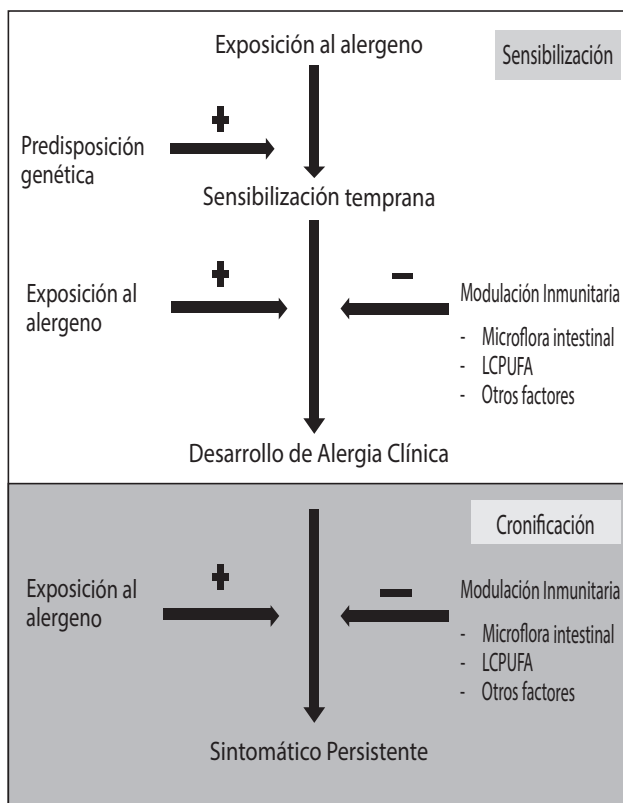 Exposición al alergeno
Sensibilización
+
Predisposición
genética
Sensibilización temprana
+
−
Exposición al
alergeno
Modulación Inmunitaria
- Microflora intestinal
- LCPUFA
- Otros factores
Desarrollo de Alergia Clínica
Cronificación
+
−
Exposición al
alergeno
Modulación Inmunitaria
- Microflora intestinal
- LCPUFA
- Otros factores
Sintomático Persistente